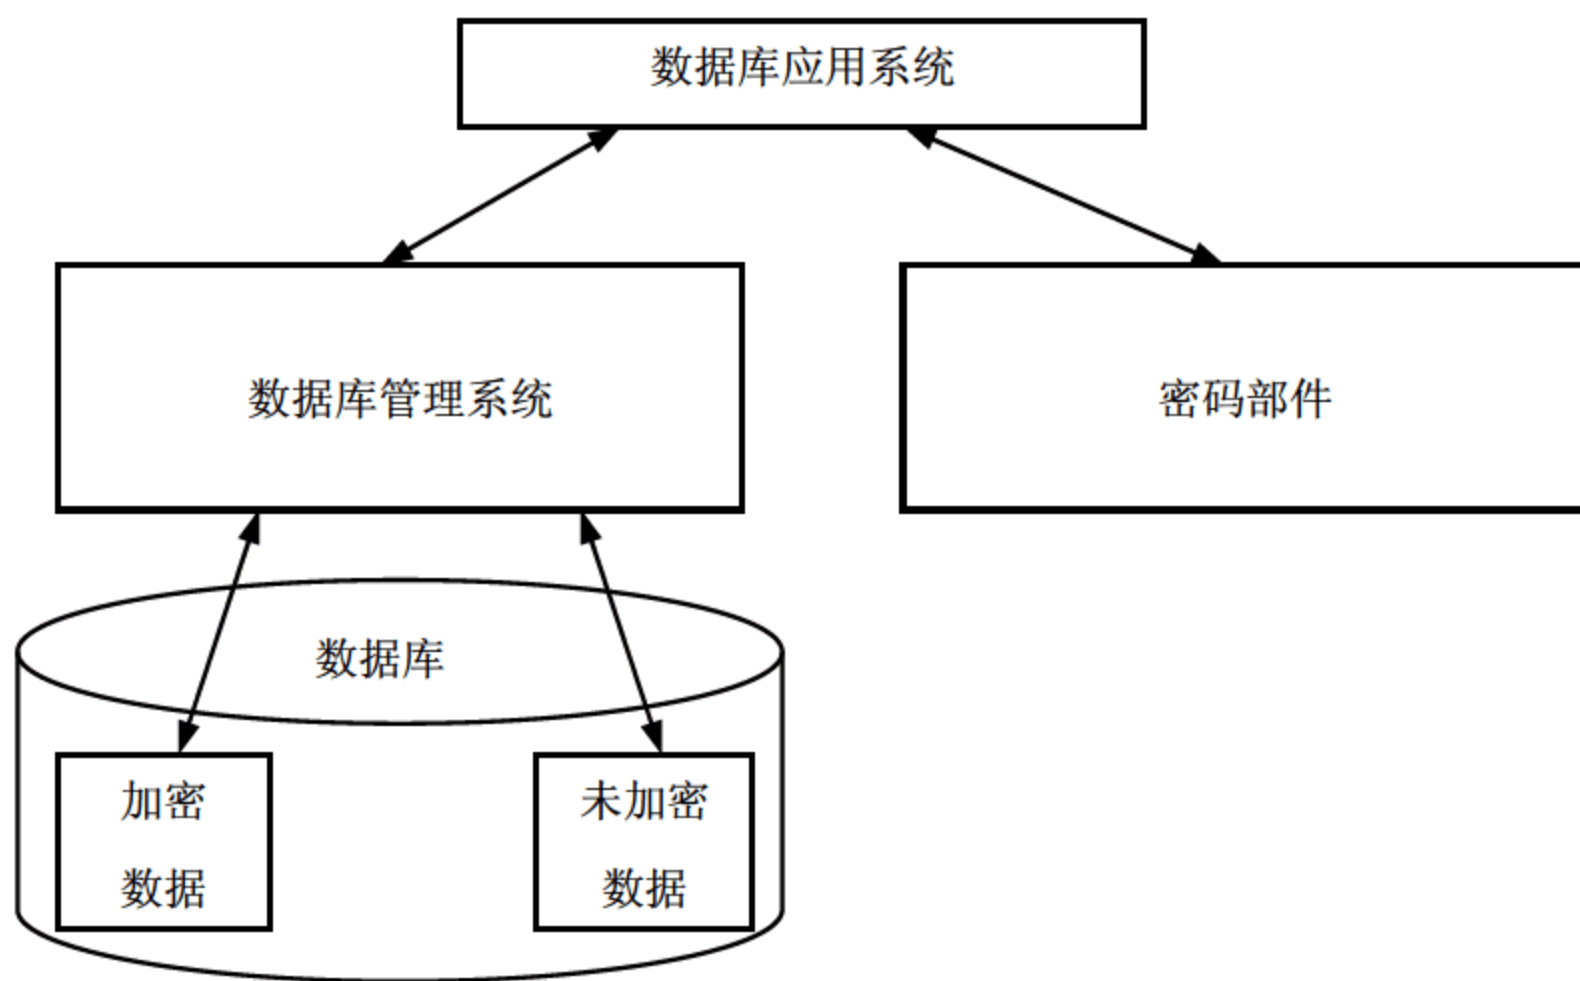 数据库应用系统
数据库管理系统
密码部件
数据库
加密
数据
未加密
数据